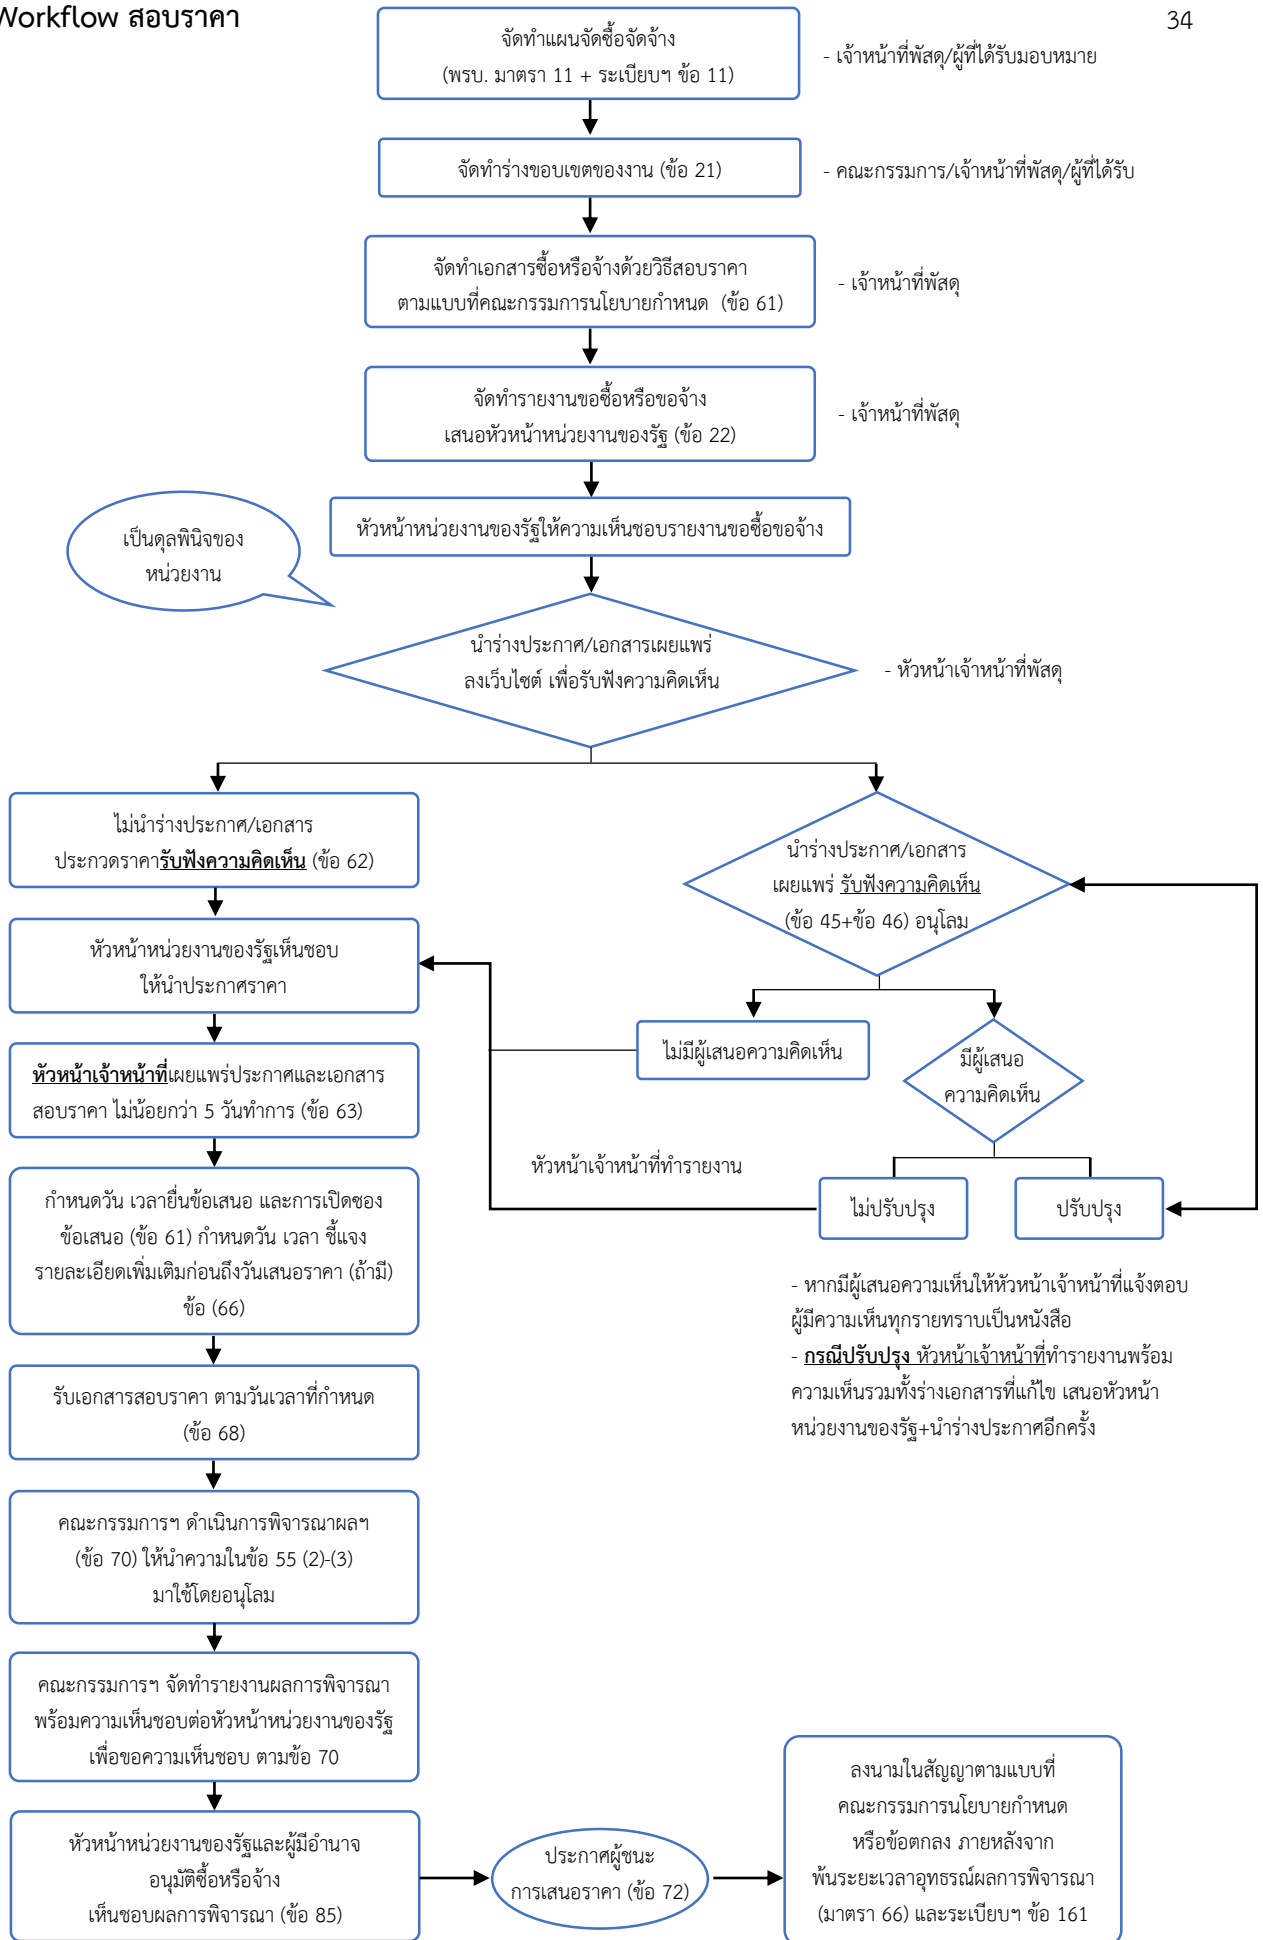 Workflow สอบราคา
34
จัดทำแผนจัดซื้อจัดจ้าง
(พรบ. มาตรา 11 + ระเบียบฯ ข้อ 11)
- เจ้าหน้าที่พัสดุ/ผู้ที่ได้รับมอบหมาย
จัดทำร่างขอบเขตของงาน (ข้อ 21)
- คณะกรรมการ/เจ้าหน้าที่พัสดุ/ผู้ที่ได้รับ
จัดทำเอกสารซื้อหรือจ้างด้วยวิธีสอบราคา
ตามแบบที่คณะกรรมการนโยบายกำหนด (ข้อ 61)
- เจ้าหน้าที่พัสดุ
จัดทำรายงานขอซื้อหรือขอจ้าง
เสนอหัวหน้าหน่วยงานของรัฐ (ข้อ 22)
- เจ้าหน้าที่พัสดุ
หัวหน้าหน่วยงานของรัฐให้ความเห็นชอบรายงานขอซื้อขอจ้าง
เป็นดุลพินิจของ
หน่วยงาน
นำร่างประกาศ/เอกสารเผยแพร่
ลงเว็บไซต์ เพื่อรับฟังความคิดเห็น
- หัวหน้าเจ้าหน้าที่พัสดุ
ไม่นำร่างประกาศ/เอกสาร
ประกวดราคารับฟังความคิดเห็น (ข้อ 62)
นำร่างประกาศ/เอกสาร
เผยแพร่ รับฟังความคิดเห็น
(ข้อ 45+ข้อ 46) อนุโลม
หัวหน้าหน่วยงานของรัฐเห็นชอบ
ให้นำประกาศราคา
ไม่มีผู้เสนอความคิดเห็น
มีผู้เสนอ
ความคิดเห็น
หัวหน้าเจ้าหน้าที่เผยแพร่ประกาศและเอกสาร
สอบราคา ไม่น้อยกว่า 5 วันทำการ (ข้อ 63)
หัวหน้าเจ้าหน้าที่ทำรายงาน
ไม่ปรับปรุง
ปรับปรุง
กำหนดวัน เวลายื่นข้อเสนอ และการเปิดซอง
ข้อเสนอ (ข้อ 61) กำหนดวัน เวลา ชี้แจง
รายละเอียดเพิ่มเติมก่อนถึงวันเสนอราคา (ถ้ามี)
ข้อ (66)
- หากมีผู้เสนอความเห็นให้หัวหน้าเจ้าหน้าที่แจ้งตอบ
ผู้มีความเห็นทุกรายทราบเป็นหนังสือ
- กรณีปรับปรุง หัวหน้าเจ้าหน้าที่ทำรายงานพร้อม
ความเห็นรวมทั้งร่างเอกสารที่แก้ไข เสนอหัวหน้า
หน่วยงานของรัฐ+นำร่างประกาศอีกครั้ง
รับเอกสารสอบราคา ตามวันเวลาที่กำหนด
(ข้อ 68)
คณะกรรมการฯ ดำเนินการพิจารณาผลฯ
(ข้อ 70) ให้นำความในข้อ 55 (2)-(3)
มาใช้โดยอนุโลม
คณะกรรมการฯ จัดทำรายงานผลการพิจารณา
พร้อมความเห็นชอบต่อหัวหน้าหน่วยงานของรัฐ
เพื่อขอความเห็นชอบ ตามข้อ 70
หัวหน้าหน่วยงานของรัฐและผู้มีอำนาจ
อนุมัติซื้อหรือจ้าง
เห็นชอบผลการพิจารณา (ข้อ 85)
ประกาศผู้ชนะ
การเสนอราคา (ข้อ 72)
ลงนามในสัญญาตามแบบที่
คณะกรรมการนโยบายกำหนด
หรือข้อตกลง ภายหลังจาก
พ้นระยะเวลาอุทธรณ์ผลการพิจารณา
(มาตรา 66) และระเบียบฯ ข้อ 161